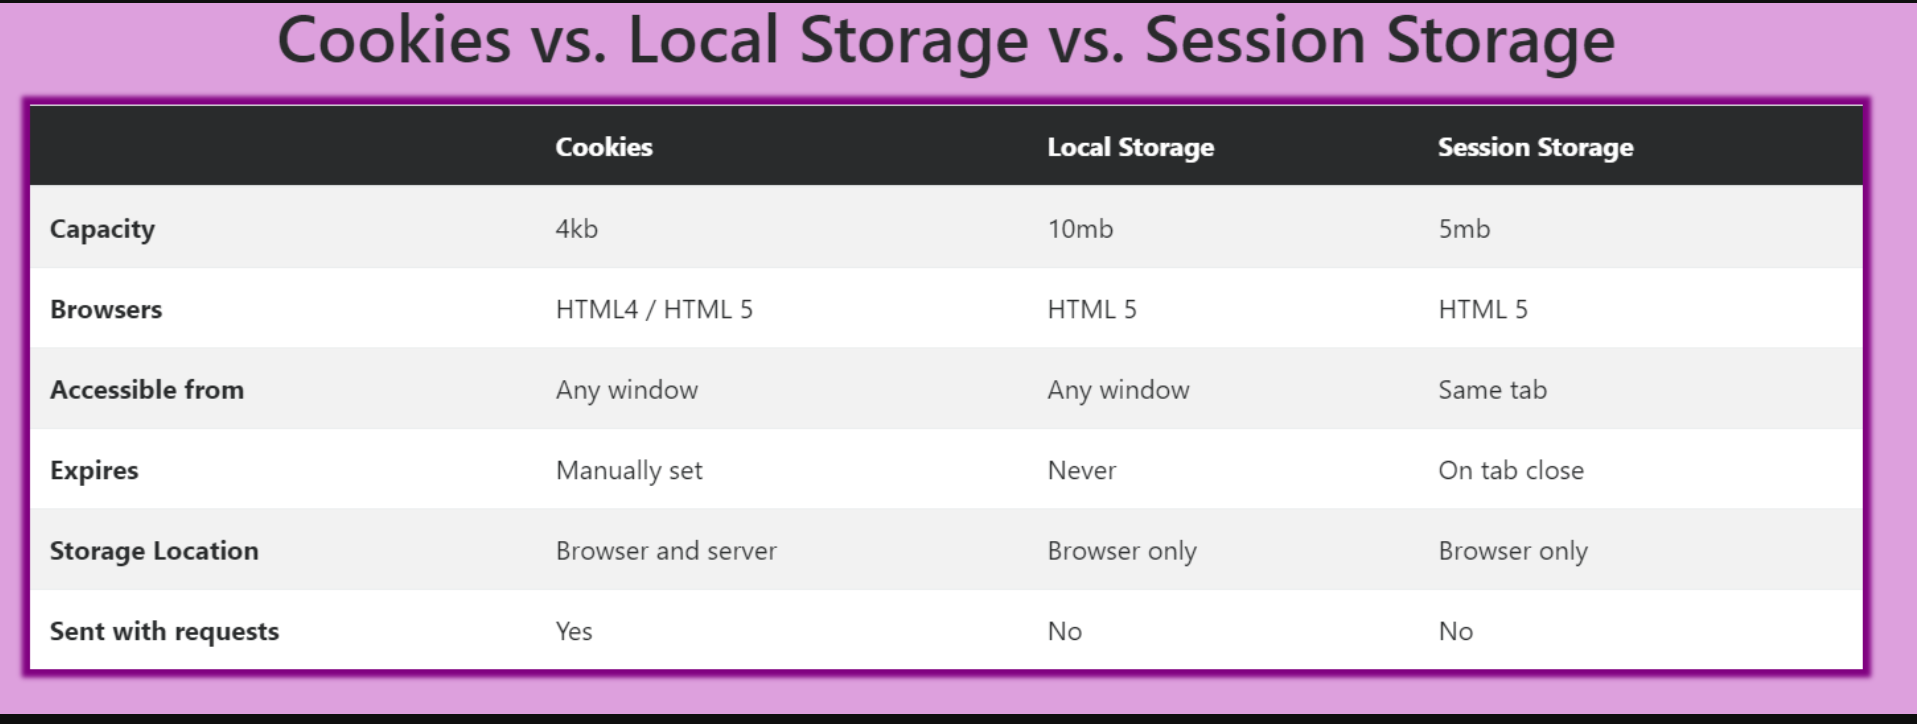 Cookies vs. Local Storage vs. Session Storage
Cookies Local Storage Session Storage
Capacity 4kb 10mb 5mb
Browsers HTML4 / HTML 5 HTML 5 HTML 5
Accessible from Any window Any window Same tab
Expires Manually set Never On tab close
Storage Location Browser and server Browser only Browser only
Sent with requests Yes No No